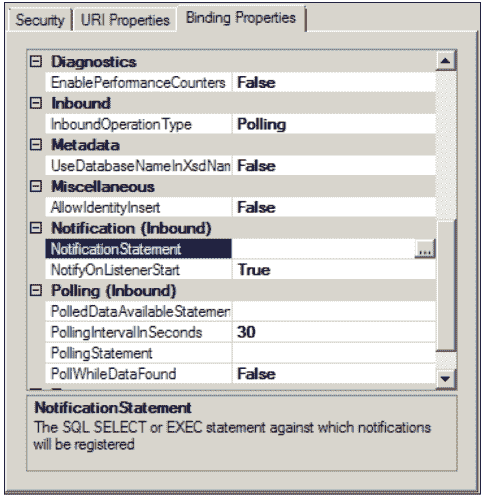 Security URI Properties Binding Properties
Diagnostics
EnablePerformanceCounters False
Inbound
InboundOperationType Polling
Metadata
UseDatabaseNameInXsdNan False
Miscellaneous
AllowIdentityInsert False
Notification (Inbound)
NotificationStatement ...
NotifyOnListenerStart True
Polling (Inbound)
PolledDataAvailableStatemen
PollingIntervalInSeconds 30
PollingStatement
PollWhileDataFound False
NotificationStatement
The SQL SELECT or EXEC statement against which notifications
will be registered